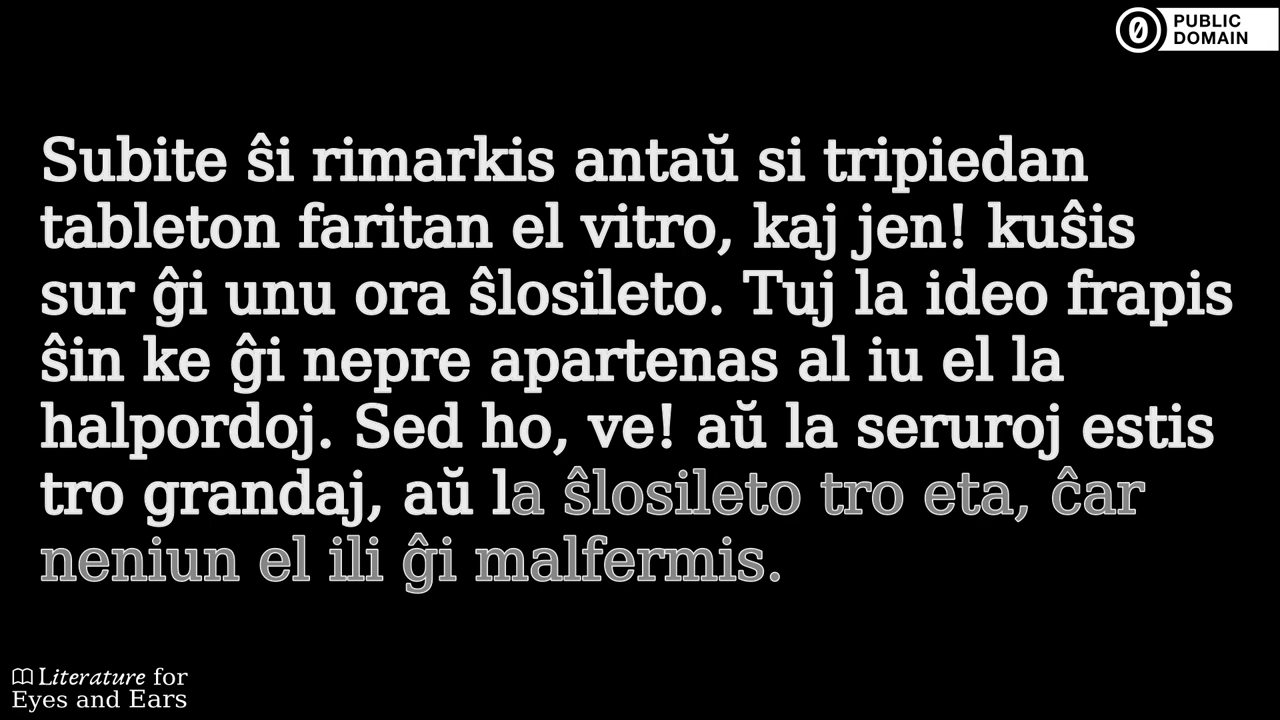 PUBLIC
DOMAIN
Subite ŝi rimarkis antaŭ si tripiedan
tableton faritan el vitro, kaj jen! kuŝis
sur ĝi unu ora ŝlosileto. Tuj la ideo frapis
ŝin ke ĝi nepre apartenas al iu el la
halpordoj. Sed ho, ve! aŭ la seruroj estis
tro grandaj, aŭ la ŝlosileto tro eta, ĉar
neniun el ili ĝi malfermis.
Literature for
Eyes and Ears